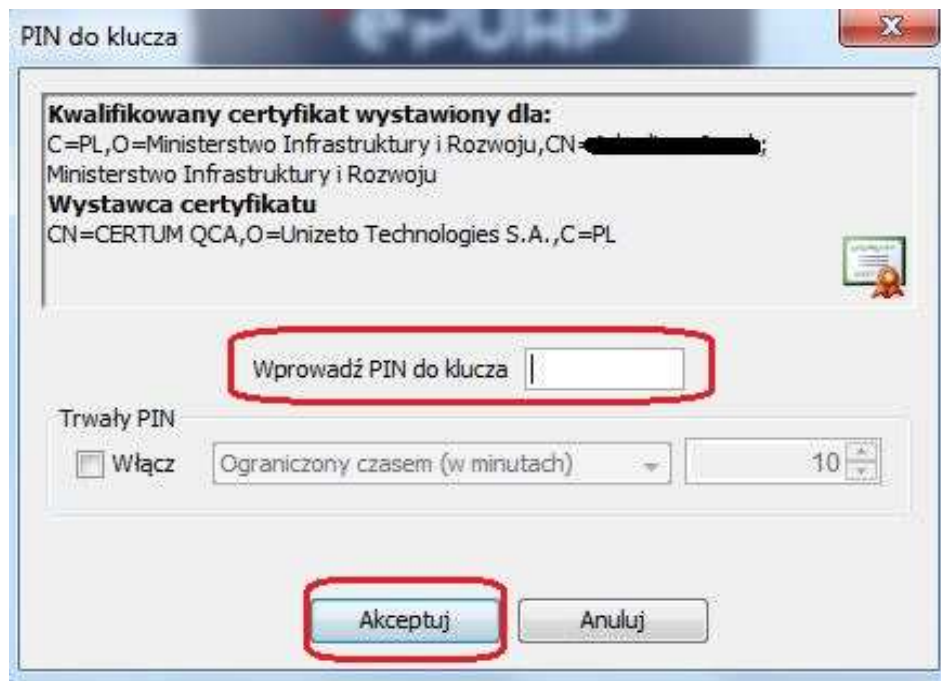 ePUAP
PIN do klucza
Kwalifikowany certyfikat wystawiony dla:
C=PL,O=Ministerstwo Infrastruktury i Rozwoju,CN= ;
Ministerstwo Infrastruktury i Rozwoju
Wystawca certyfikatu
CN=CERTUM QCA,O=Unizeto Technologies S.A.,C=PL
Wprowadź PIN do klucza
Trwały PIN
Włącz Ograniczony czasem (w minutach) 10
Akceptuj Anuluj